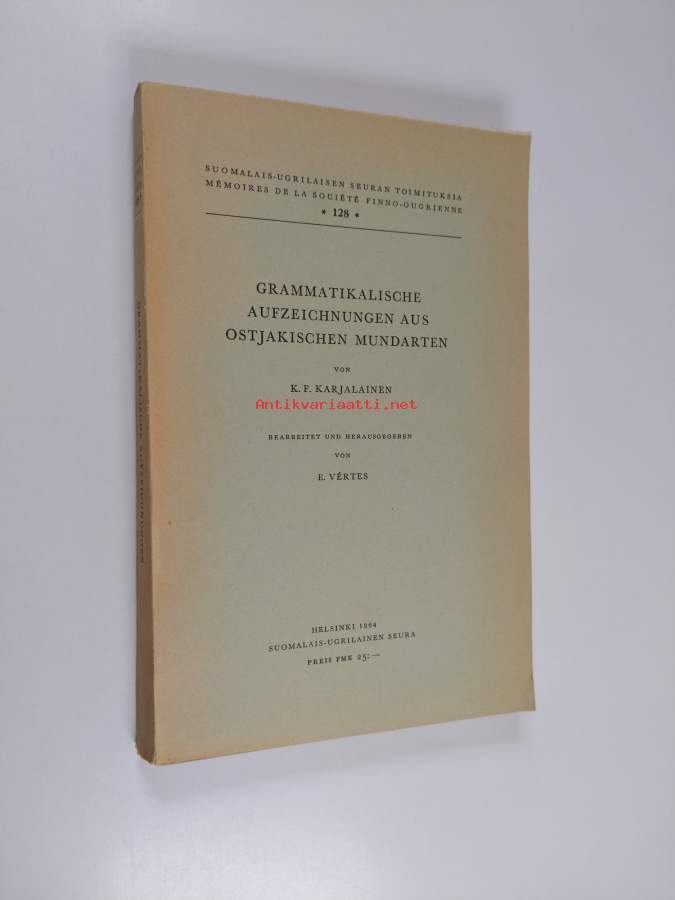 SUOMALAIS-UGRILAISEN SEURAN TOIMITUKSIA
MÉMOIRES DE LA SOCIÉTÉ FINNO-OUGRIENNE
* 128 *
GRAMMATIKALISCHE
AUFZEICHNUNGEN AUS
OSTJAKISCHEN MUNDARTEN
VON
K. F. KARJALAINEN
Antikvariaatti.net
BEARBEITET UND HERAUSGEGEBEN
VON
E. VÉRTES
HELSINKI 1964
SUOMALAIS-UGRILAINEN SEURA
PREIS FMK 25:—